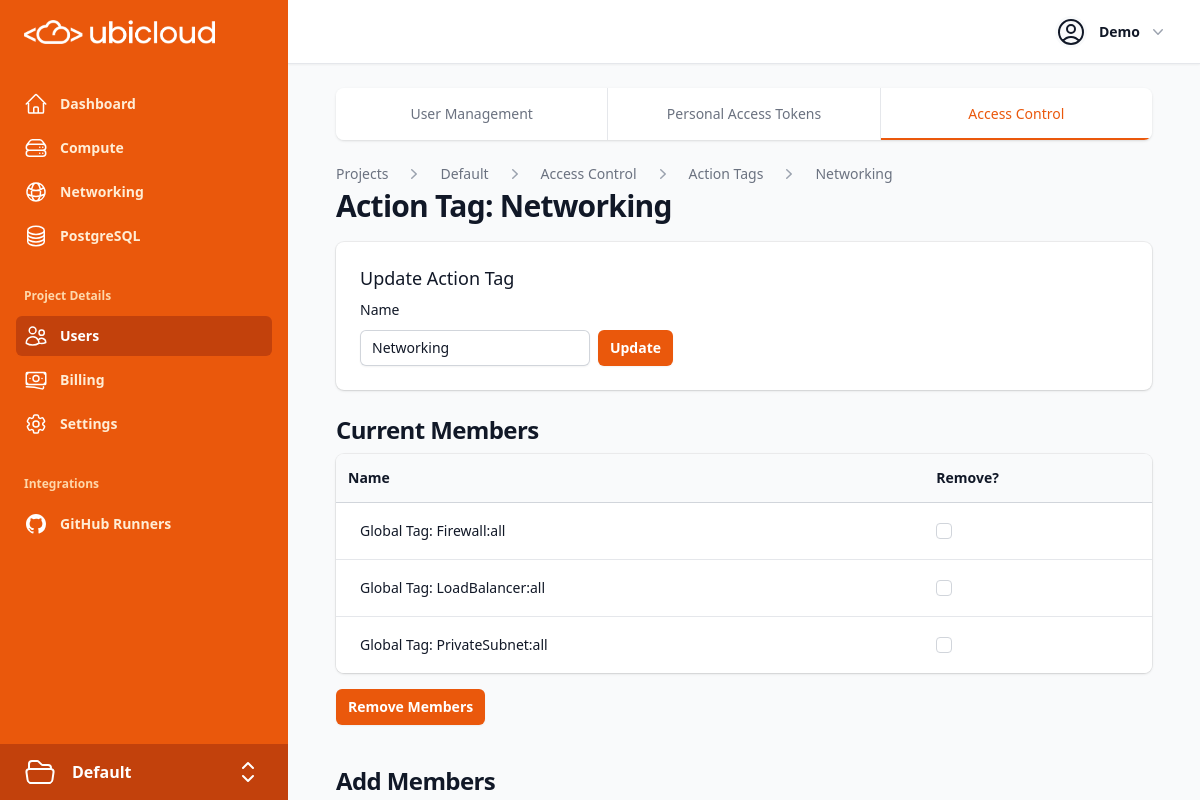 ubicloud
Demo
Dashboard
Compute
Networking
PostgreSQL
Project Details
Users
Billing
Settings
Integrations
GitHub Runners
Default
User Management
Personal Access Tokens
Access Control
Projects > Default > Access Control > Action Tags > Networking
Action Tag: Networking
Update Action Tag
Name
Networking
Update
Current Members
Name Remove?
Global Tag: Firewall:all
Global Tag: LoadBalancer:all
Global Tag: PrivateSubnet:all
Remove Members
Add Members